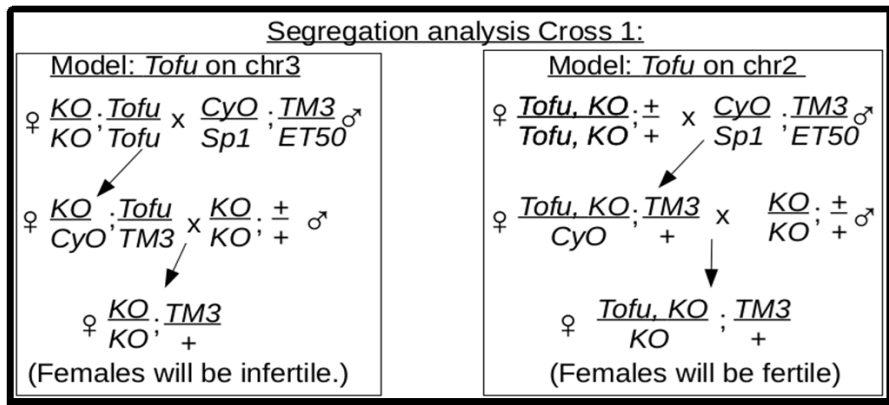 Segregation analysis Cross 1:
Model: Tofu on chr3
♀ KO/KO ; Tofu/Tofu x CyO/Sp1 ; TM3/ET50 ♂
♀ KO/CyO ; Tofu/TM3 x KO/KO ; +/+ ♂
♀ KO/KO ; TM3/+
(Females will be infertile.)
Model: Tofu on chr2
♀ Tofu, KO/Tofu, KO ; +/+ x CyO/Sp1 ; TM3/ET50 ♂
♀ Tofu, KO/CyO ; TM3/+ x KO/KO ; +/+ ♂
♀ Tofu, KO/KO ; TM3/+
(Females will be fertile)